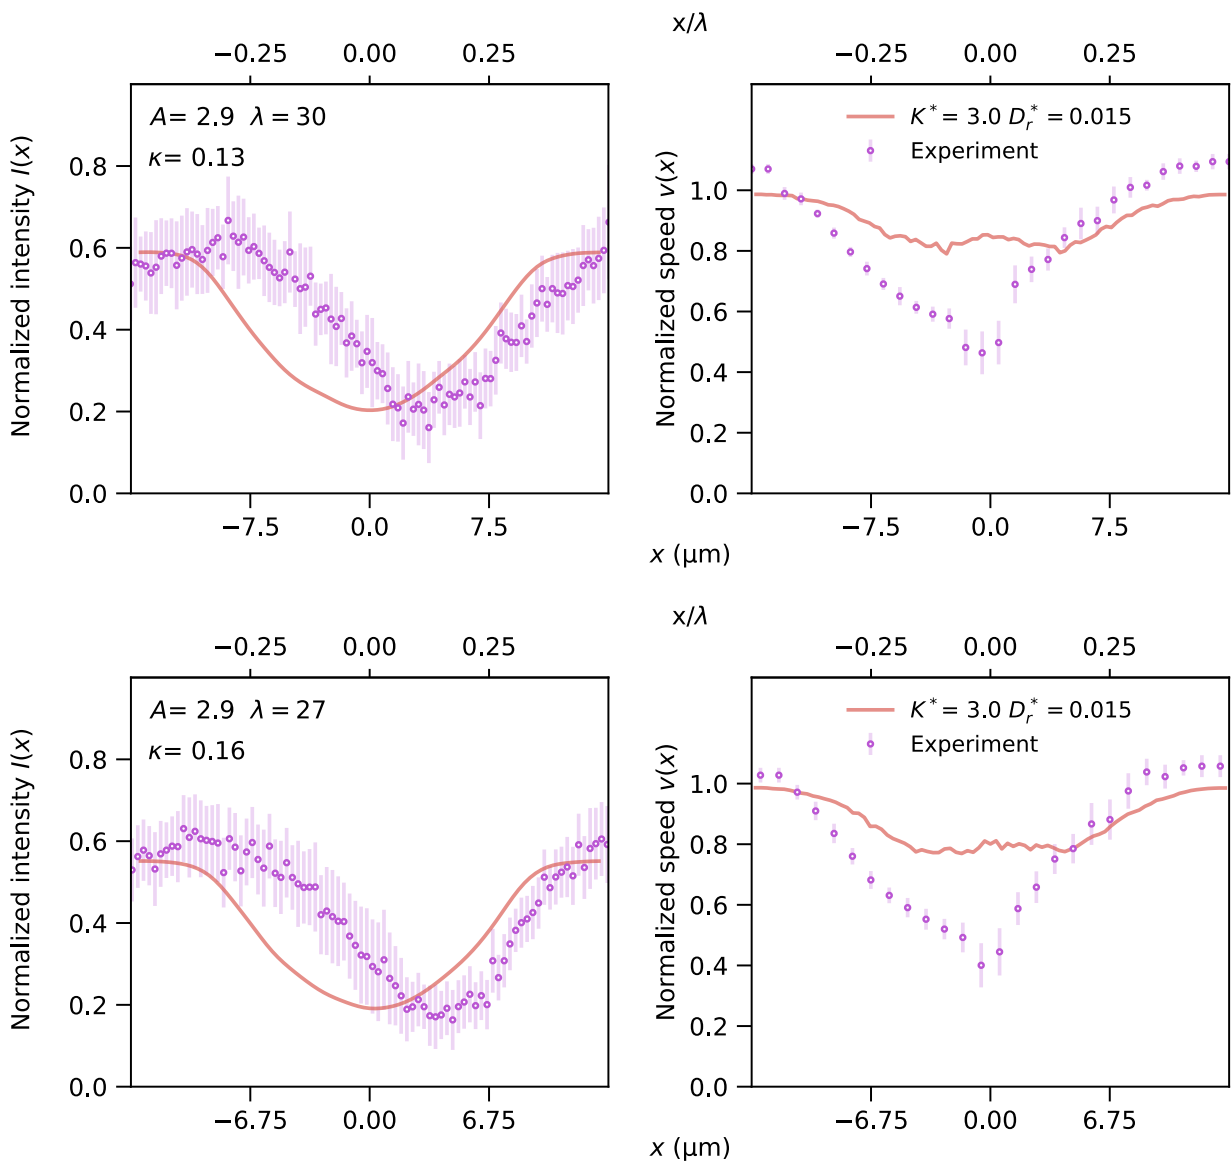 x/λ
−0.25 0.00 0.25
−0.25 0.00 0.25
A= 2.9 λ = 30
κ= 0.13
K* = 3.0 D_r* = 0.015
Experiment
Normalized intensity I(x)
0.8
0.6
0.4
0.2
0.0
Normalized speed v(x)
1.0
0.8
0.6
0.4
0.2
0.0
−7.5 0.0 7.5
−7.5 0.0 7.5
x (μm)
x/λ
−0.25 0.00 0.25
−0.25 0.00 0.25
A= 2.9 λ = 27
κ= 0.16
K* = 3.0 D_r* = 0.015
Experiment
Normalized intensity I(x)
0.8
0.6
0.4
0.2
0.0
Normalized speed v(x)
1.0
0.8
0.6
0.4
0.2
0.0
−6.75 0.00 6.75
−6.75 0.00 6.75
x (μm)